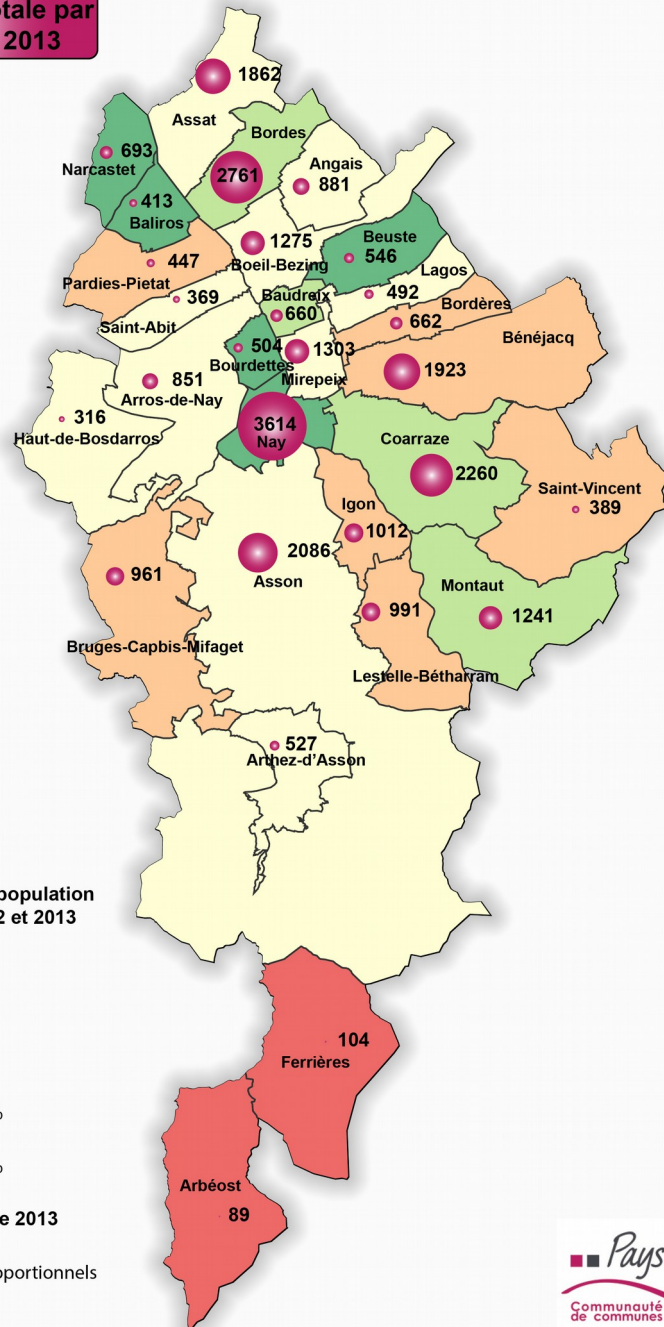 tale par
2013
1862
Assat
Bordes
693
Narcastet
2761
Angais
881
413
Baliros
1275
Boeil-Bezing
Beuste
546
447
Pardies-Pietat
Lagos
492
369
Saint-Abit
Baudreix
660
Bordères
662
Bénéjacq
504
Bourdettes
1303
Mirepeix
1923
851
Arros-de-Nay
316
Haut-de-Bosdarros
3614
Nay
Coarraze
2260
Saint-Vincent
389
Igon
1012
2086
Asson
961
Montaut
1241
991
Bruges-Capbis-Mifaget
Lestelle-Bétharram
527
Arthez-d'Asson
population
2 et 2013
104
Ferrières
Arbéost
89
e 2013
portionnels
Pays
Communauté
de communes